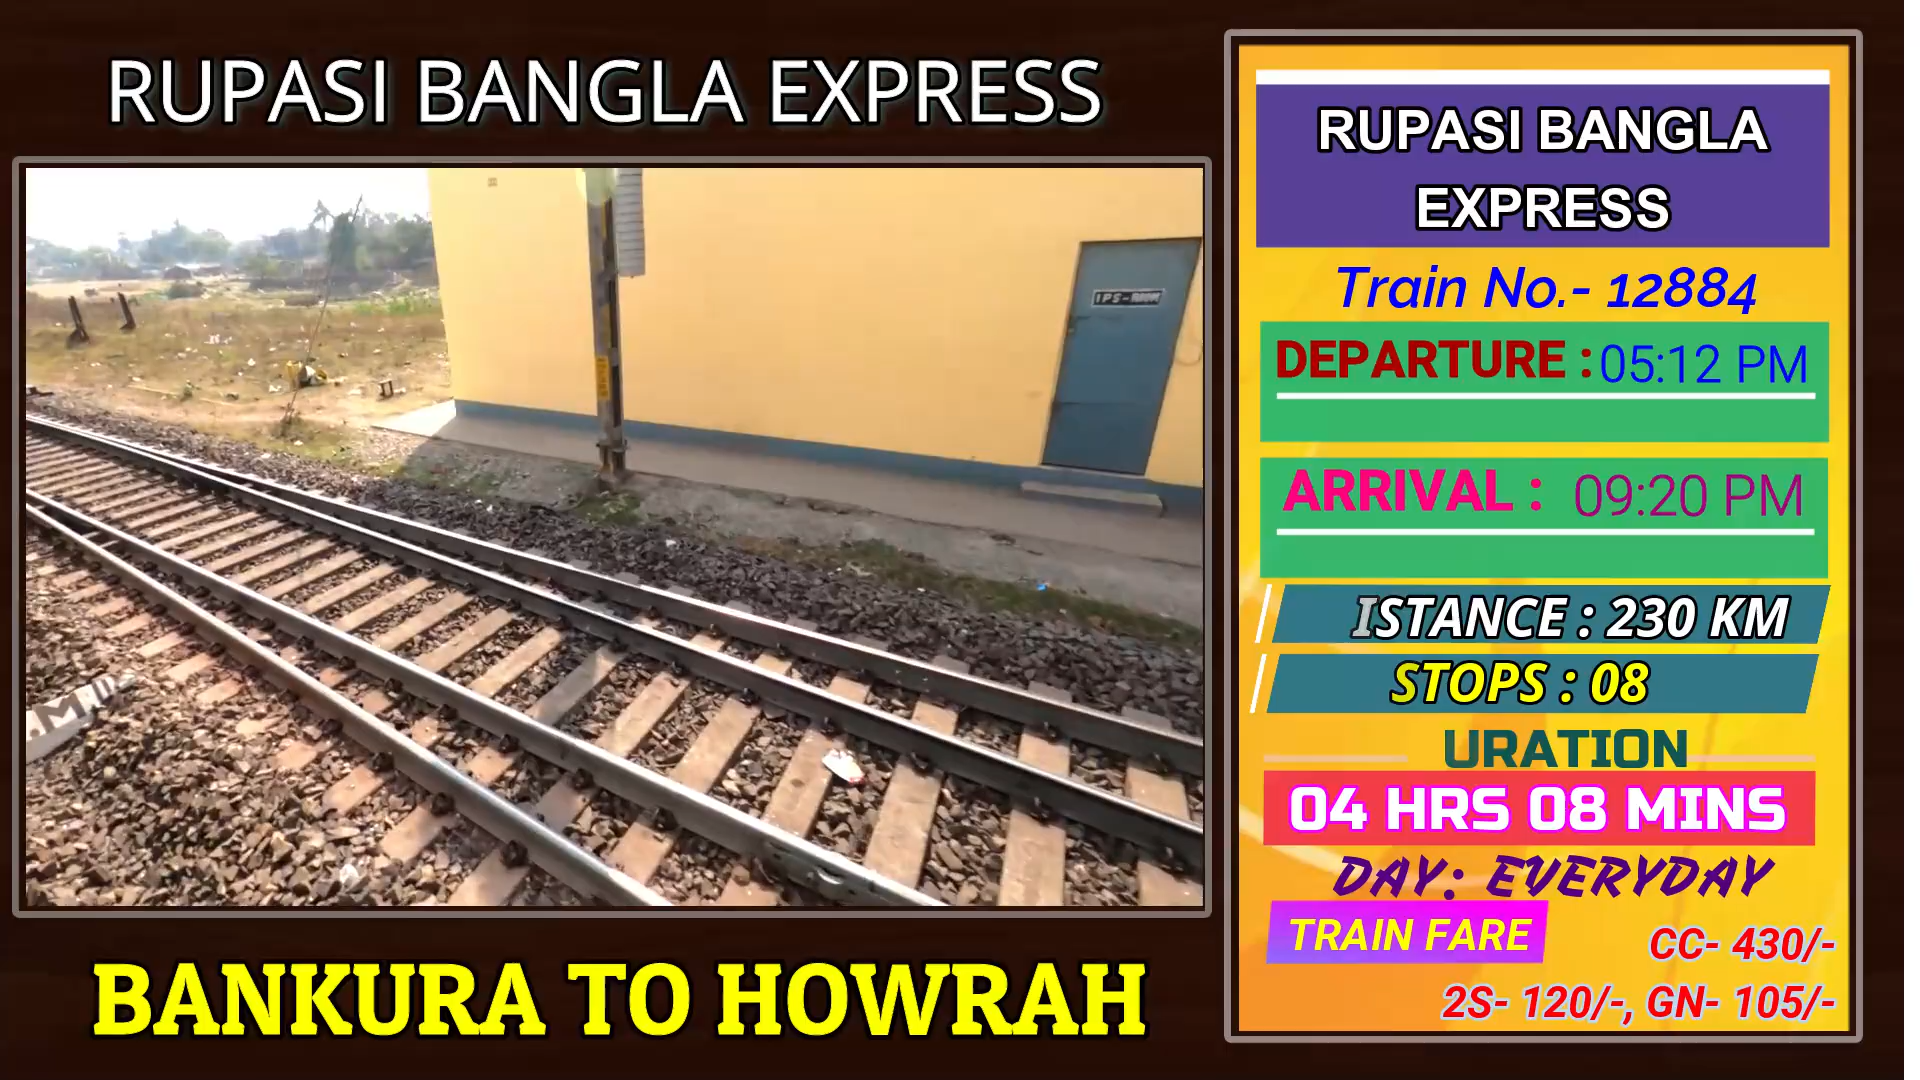 RUPASI BANGLA EXPRESS
IPS-ROOM
BANKURA TO HOWRAH
RUPASI BANGLA
EXPRESS
Train No.- 12884
DEPARTURE : 05:12 PM
ARRIVAL : 09:20 PM
ISTANCE : 230 KM
STOPS : 08
URATION
04 HRS 08 MINS
DAY: EVERYDAY
TRAIN FARE
CC- 430/-
2S- 120/-, GN- 105/-